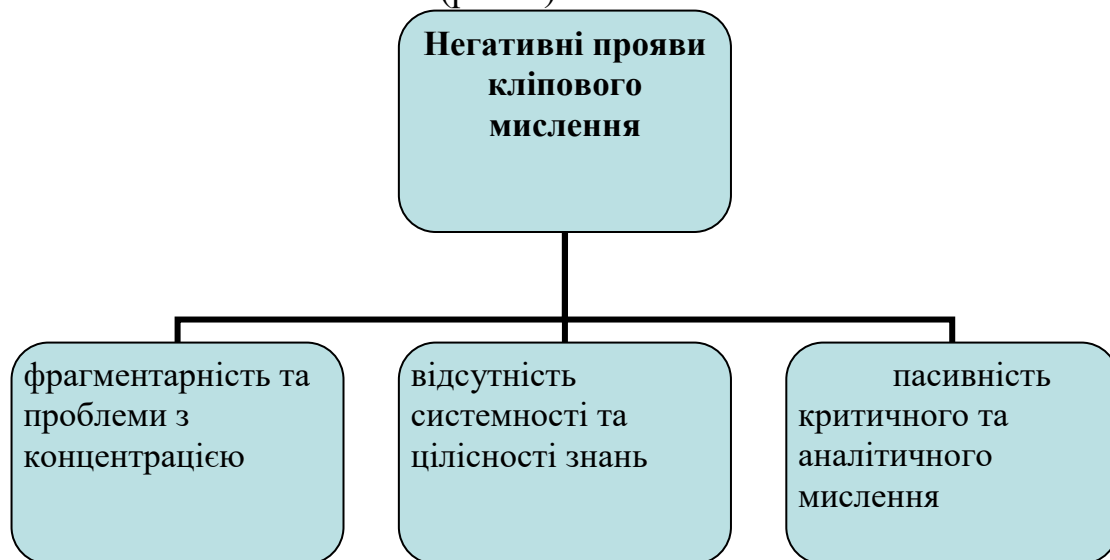 Негативні прояви
кліпового
мислення
фрагментарність та
проблеми з
концентрацією
відсутність
системності та
цілісності знань
пасивність
критичного та
аналітичного
мислення